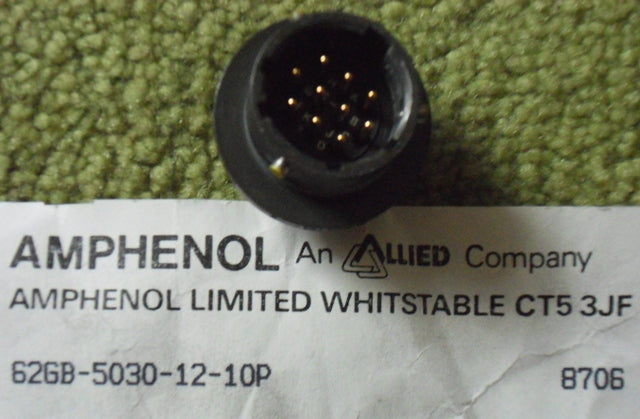 AMPHENOL An ALLIED Company
AMPHENOL LIMITED WHITSTABLE CT5 3JF
62GB-5030-12-10P 8706